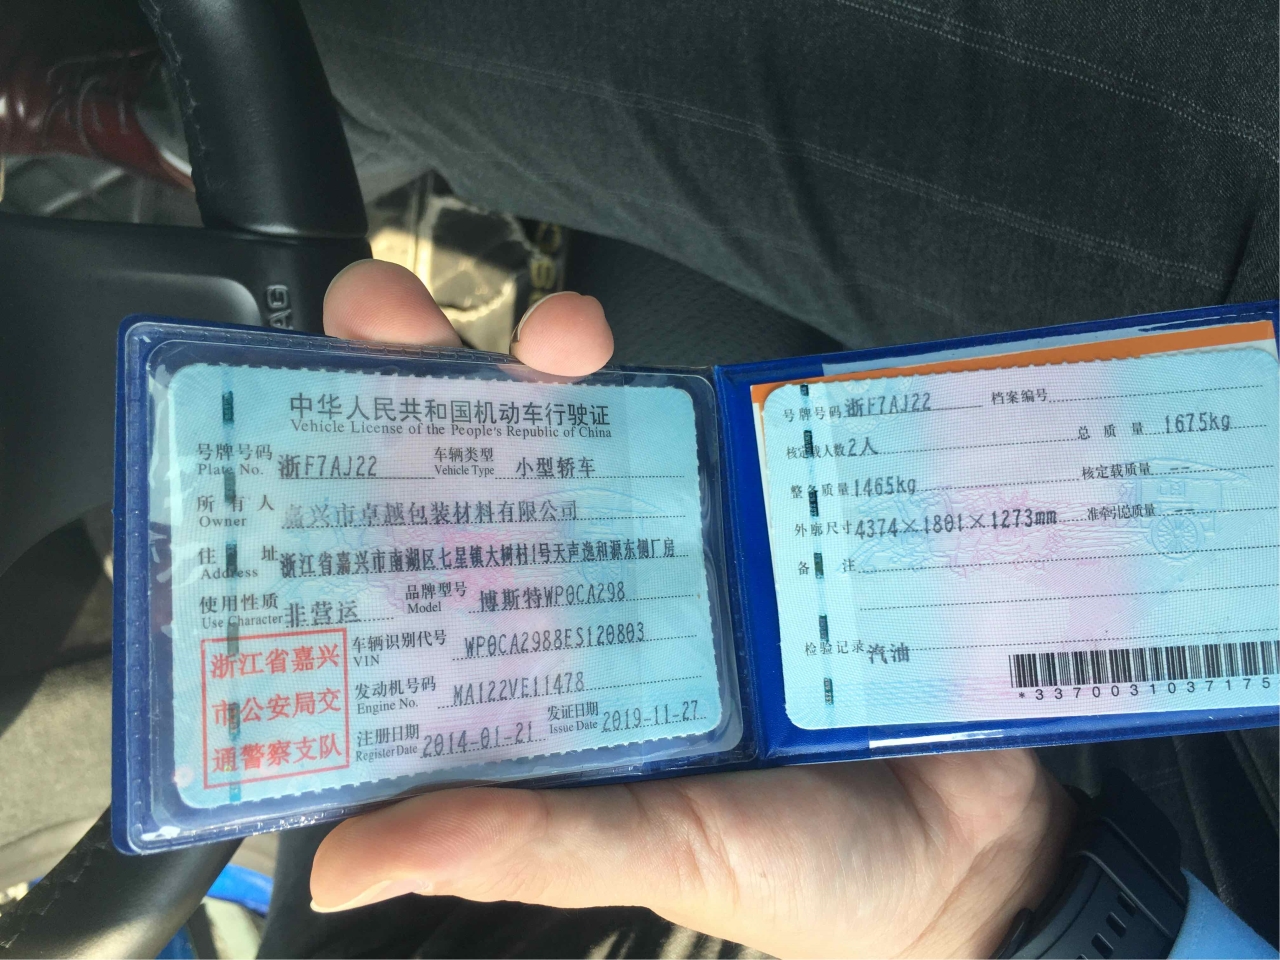 AG
S
中华人民共和国机动车行驶证
Vehicle License of the People's Republic of China
号牌号码 浙F7AJ22 车辆类型 小型轿车
Plate No. Vehicle Type
所有人 嘉兴市卓越包装材料有限公司
Owner
住址 浙江省嘉兴市南湖区七星镇大树村1号天声逸和源东侧厂房
Address
使用性质 非营运 品牌型号 博斯特WP0CA298
Use Character Model
浙江省嘉兴
市公安局交
通警察支队
车辆识别代号 WP0CA2988ES120803
VIN
发动机号码 MA122VE11478
Engine No.
注册日期 2014-01-21 发证日期 2019-11-27
Register Date Issue Date
号牌号码 浙F7AJ22 档案编号
核定载人数 2人 总质量 1675kg
整备质量 1465kg 核定载质量 --
外廓尺寸 4374×1801×1273mm 准牵引总质量 --
备注
检验记录 汽油
*3370031037175